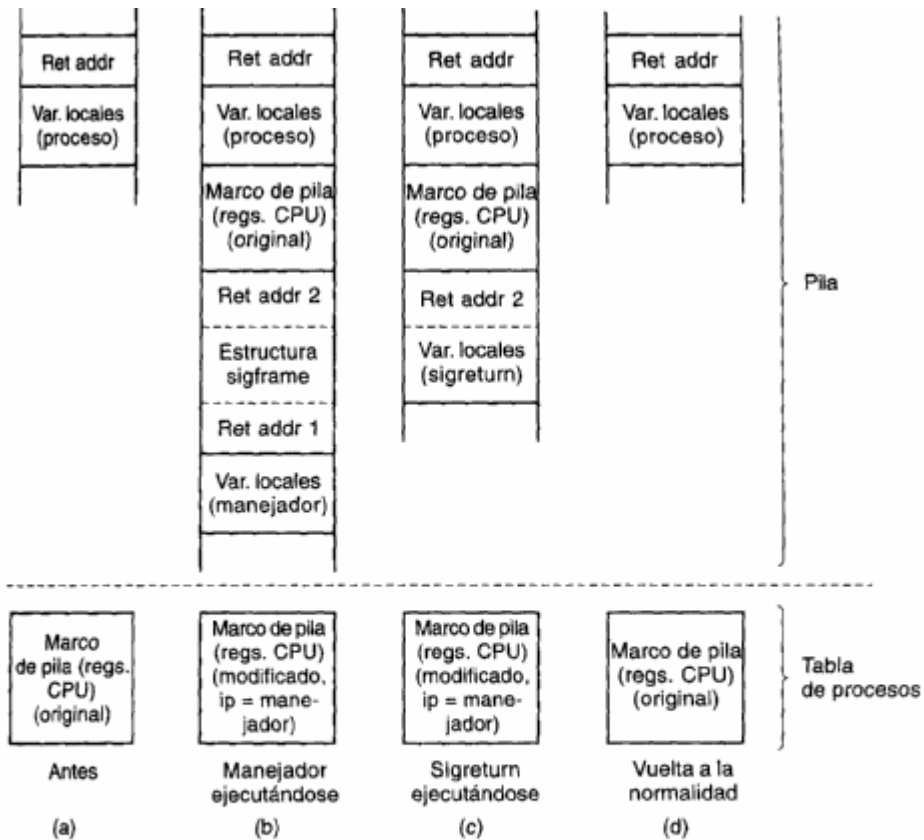 Ret addr
Var. locales
(proceso)
Ret addr
Var. locales
(proceso)
Marco de pila
(regs. CPU)
(original)
Ret addr 2
Estructura
sigframe
Ret addr 1
Var. locales
(manejador)
Ret addr
Var. locales
(proceso)
Marco de pila
(regs. CPU)
(original)
Ret addr 2
Var. locales
(sigreturn)
Ret addr
Var. locales
(proceso)
Pila
Marco
de pila (regs.
CPU)
(original)
Marco de pila
(regs. CPU)
(modificado,
ip = mane-
jador)
Marco de pila
(regs. CPU)
(modificado,
ip = mane-
jador)
Marco de pila
(regs. CPU)
(original)
Tabla
de procesos
Antes
(a)
Manejador
ejecutándose
(b)
Sigreturn
ejecutándose
(c)
Vuelta a la
normalidad
(d)